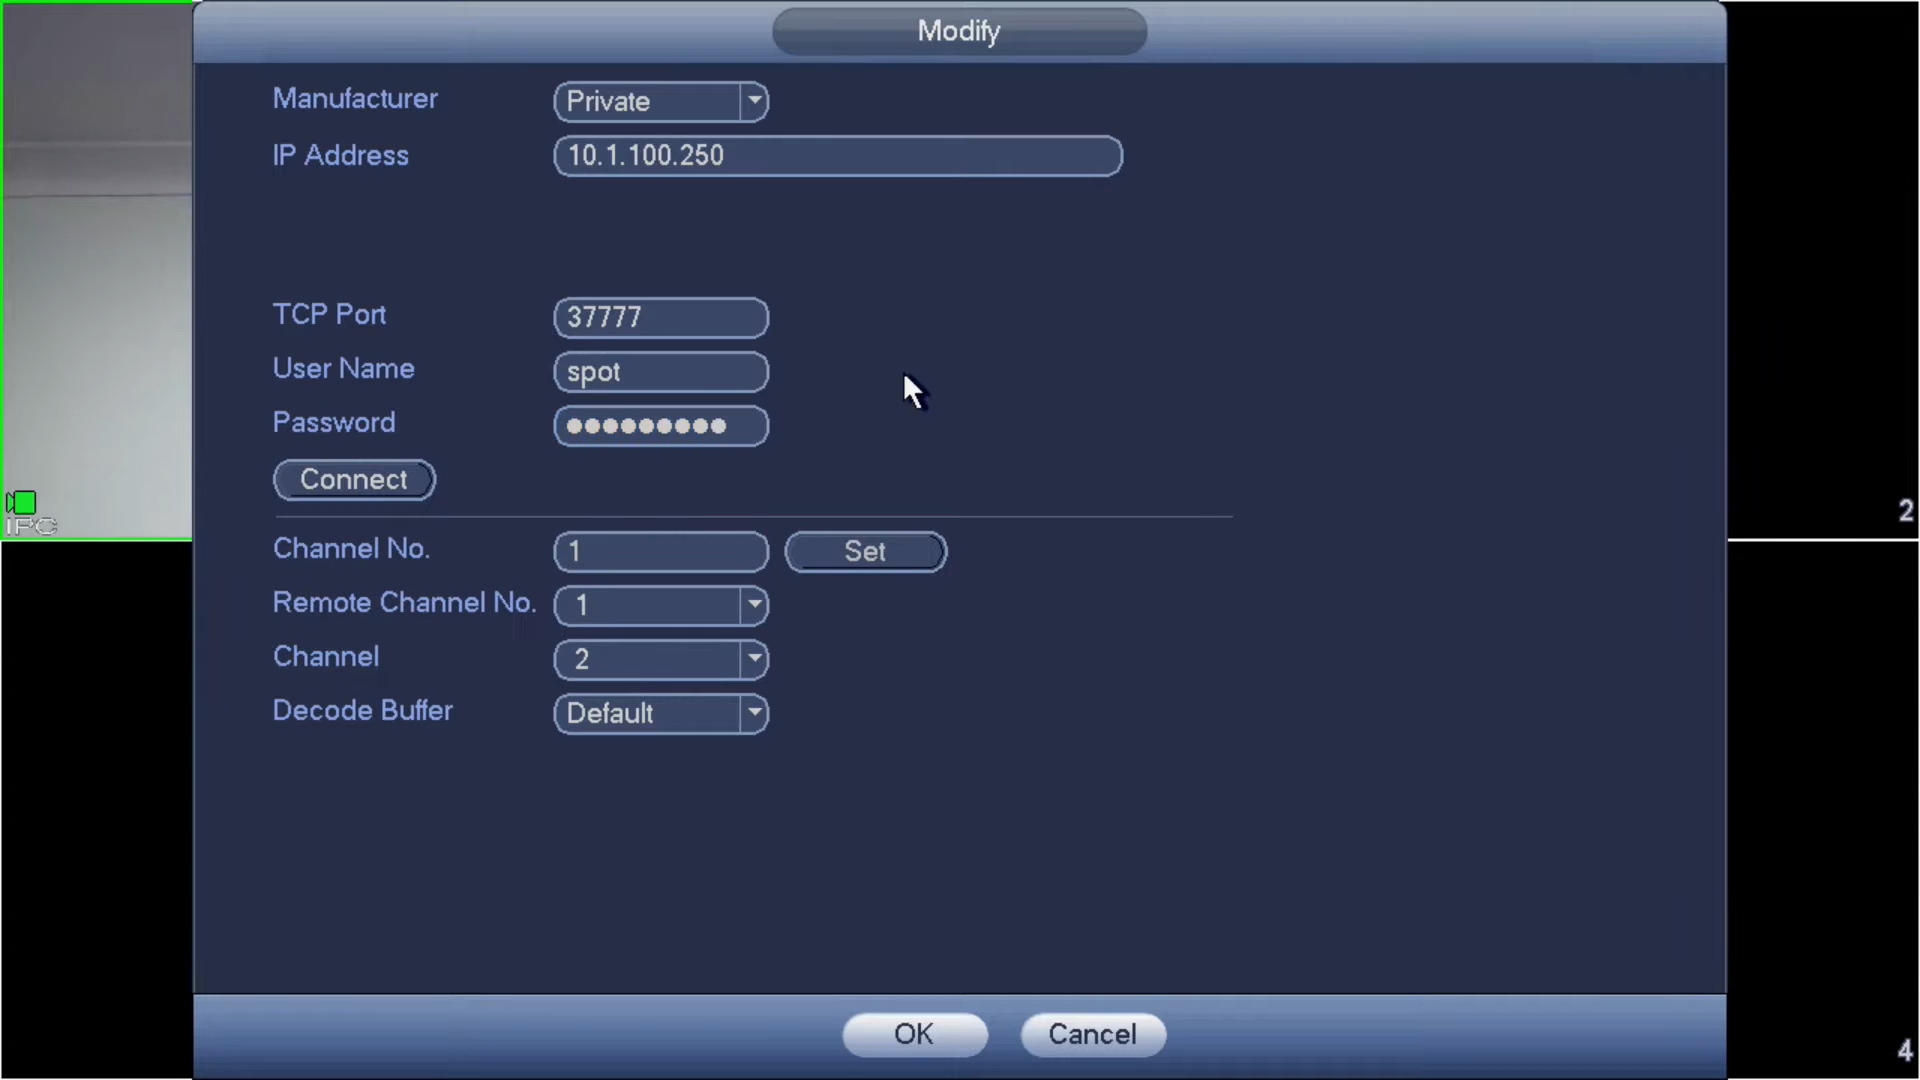 Modify
Manufacturer Private
IP Address 10.1.100.250
TCP Port 37777
User Name spot
Password ●●●●●●●●●
Connect
Channel No. 1 Set
Remote Channel No. 1
Channel 2
Decode Buffer Default
OK Cancel
IPC
2
4